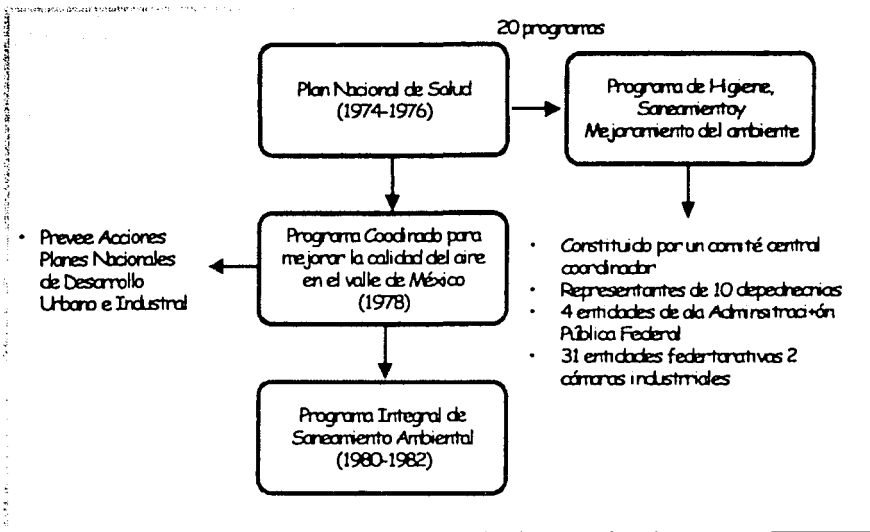 20 programas
Plan Nacional de Salud
(1974-1976)
Programa de Higiene,
Saneamientoy
Mejoramiento del ambiente
• Prevee Acciones
Planes Nacionales
de Desarrollo
Urbano e Industrial
Programa Coodinado para
mejorar la calidad del aire
en el valle de México
(1978)
• Constituido por un comité central
coordinador
• Representantes de 10 depednecnias
• 4 entidades de ala Adminsitración
Pública Federal
• 31 entidades federtarativas 2
cámaras industrniales
Programa Integral de
Saneamiento Ambiental
(1980-1982)